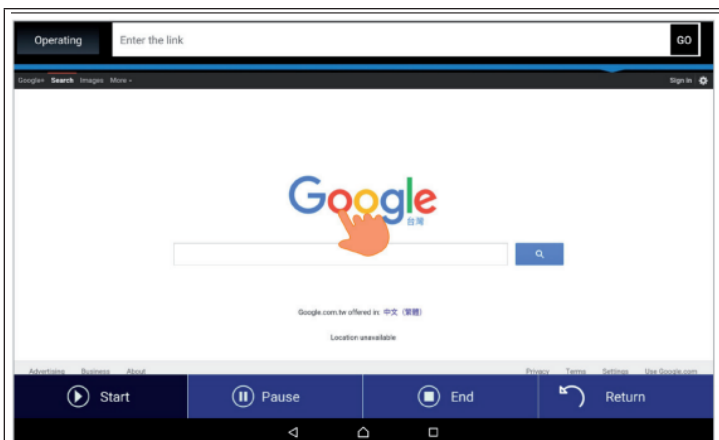 Operating Enter the link GO
Google+ Search Images More Sign in
Google
台灣
Google.com.tw offered in: 中文 (繁體)
Location unavailable
Advertising Business About Privacy Terms Settings Use Google.com
Start Pause End Return